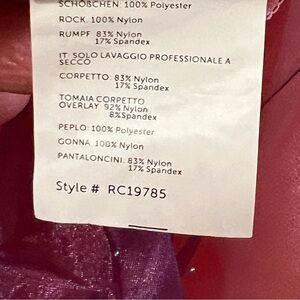 SCHÖßCHEN: 100% Polyester
ROCK: 100% Nylon
RUMPF: 83% Nylon
17% Spandex
IT: SOLO LAVAGGIO PROFESSIONALE A
SECCO
CORPETTO: 83% Nylon
17% Spandex
TOMAIA CORPETTO
OVERLAY: 92% Nylon
8%Spandex
PEPLO: 100% Polyester
GONNA: 100% Nylon
PANTALONCINI: 83% Nylon
17% Spandex
Style # RC19785